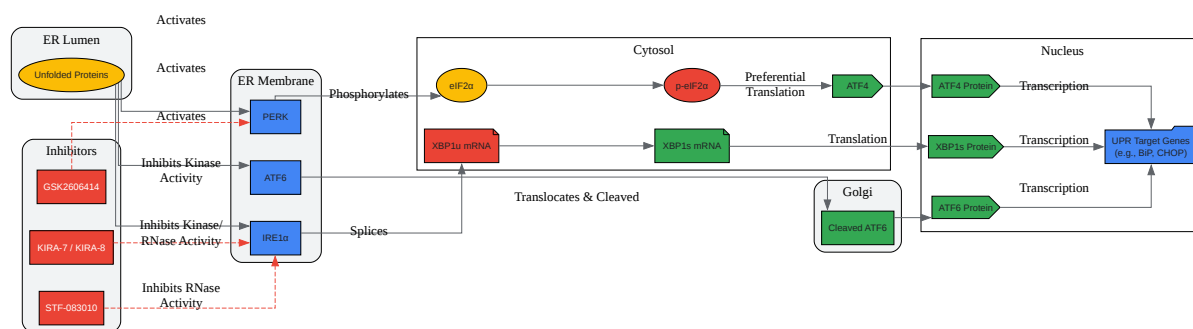 Activates
ER Lumen
Unfolded Proteins
Activates
Activates
Inhibitors
GSK2606414
KIRA-7 / KIRA-8
STF-083010
Inhibits Kinase
Activity
Inhibits Kinase/
RNase Activity
Inhibits RNase
Activity
ER Membrane
PERK
ATF6
IRE1α
Phosphorylates
Splices
Cytosol
eIF2α
p-eIF2α
Preferential
Translation
ATF4
XBP1u mRNA
XBP1s mRNA
Translation
Translocates & Cleaved
Golgi
Cleaved ATF6
Nucleus
ATF4 Protein
Transcription
XBP1s Protein
Transcription
ATF6 Protein
Transcription
UPR Target Genes
(e.g., BiP, CHOP)